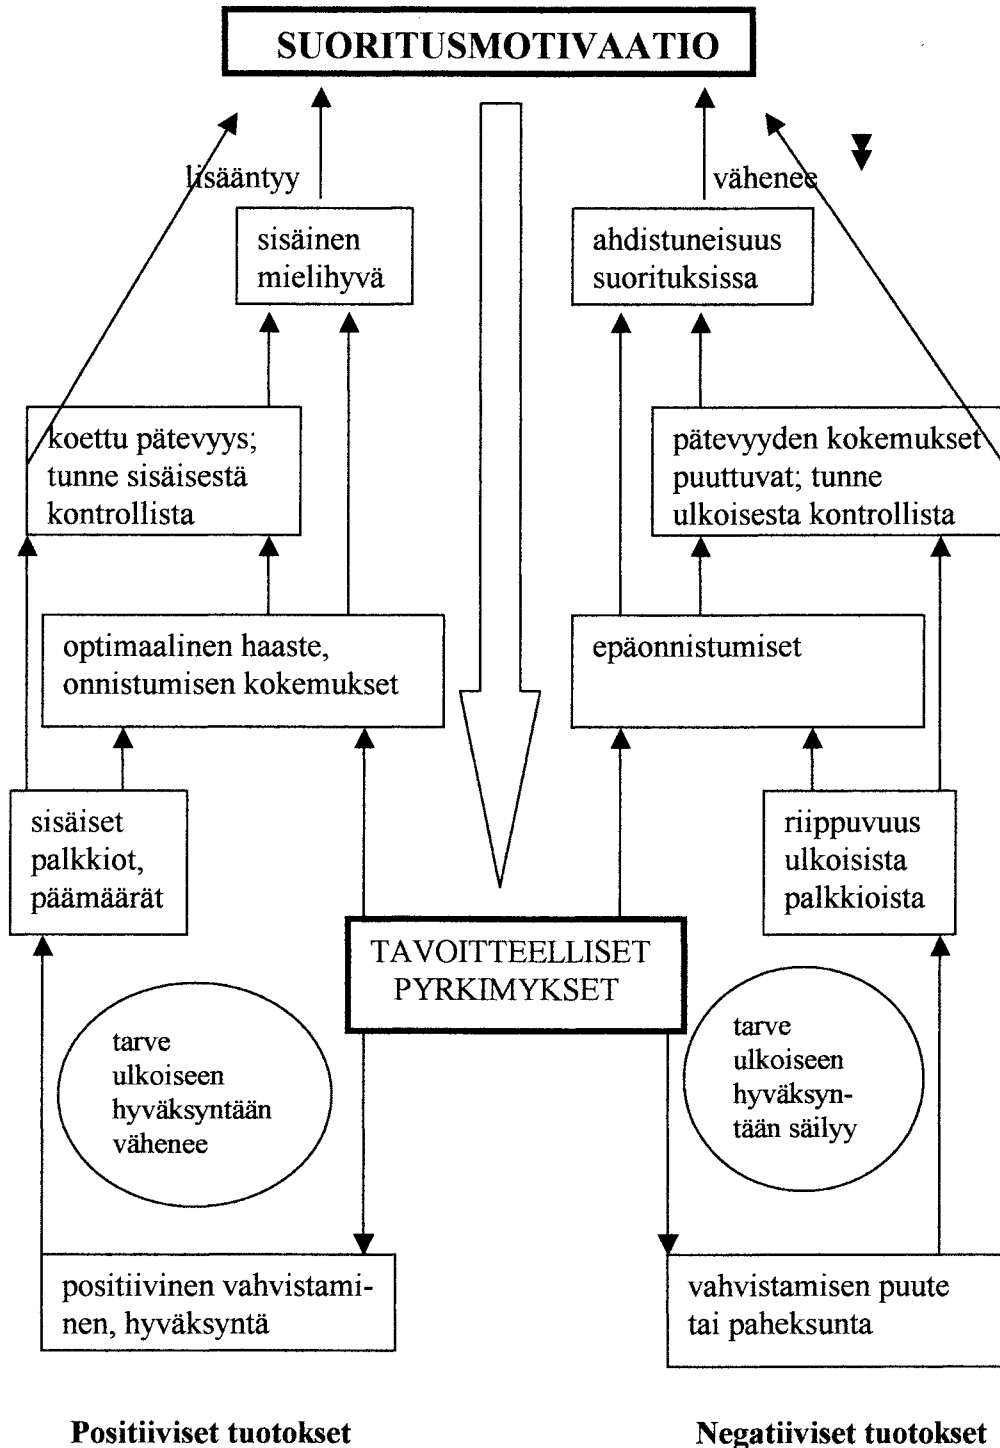 SUORITUSMOTIVAATIO
lisääntyy
vähenee
sisäinen
mielihyvä
ahdistuneisuus
suorituksissa
koettu pätevyys;
tunne sisäisestä
kontrollista
pätevyyden kokemukset
puuttuvat; tunne
ulkoisesta kontrollista
optimaalinen haaste,
onnistumisen kokemukset
epäonnistumiset
sisäiset
palkkiot,
päämäärät
riippuvuus
ulkoisista
palkkioista
TAVOITTEELLISET
PYRKIMYKSET
tarve
ulkoiseen
hyväksyntään
vähenee
tarve
ulkoiseen
hyväksyn-
tään säilyy
positiivinen vahvistami-
nen, hyväksyntä
vahvistamisen puute
tai paheksunta
Positiiviset tuotokset
Negatiiviset tuotokset